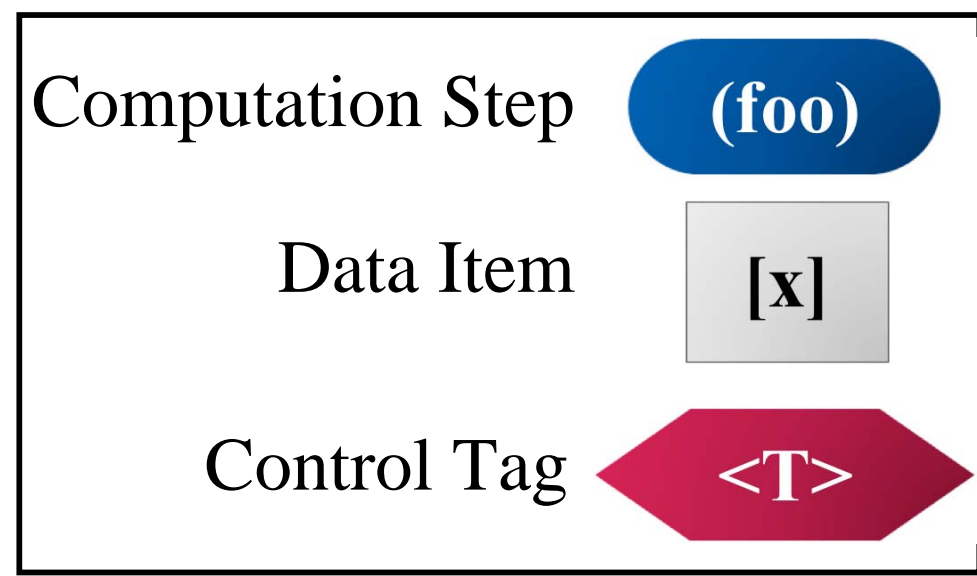 Computation Step (foo)
Data Item [x]
Control Tag <T>